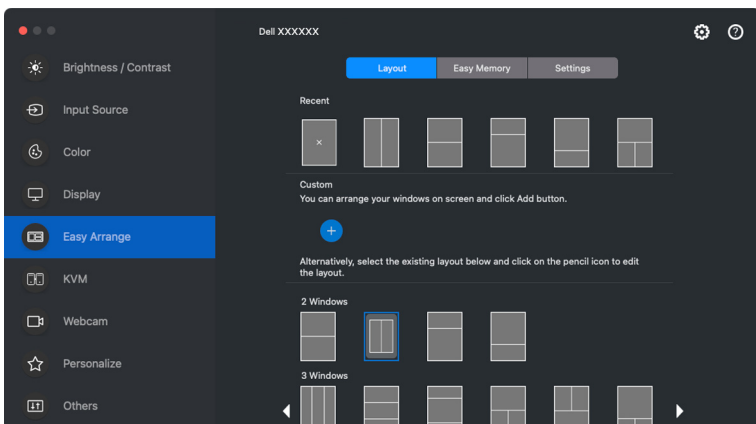 Dell XXXXXX
Brightness / Contrast
Input Source
Color
Display
Easy Arrange
KVM
Webcam
Personalize
Others
Layout
Easy Memory
Settings
Recent
Custom
You can arrange your windows on screen and click Add button.
Alternatively, select the existing layout below and click on the pencil icon to edit
the layout.
2 Windows
3 Windows